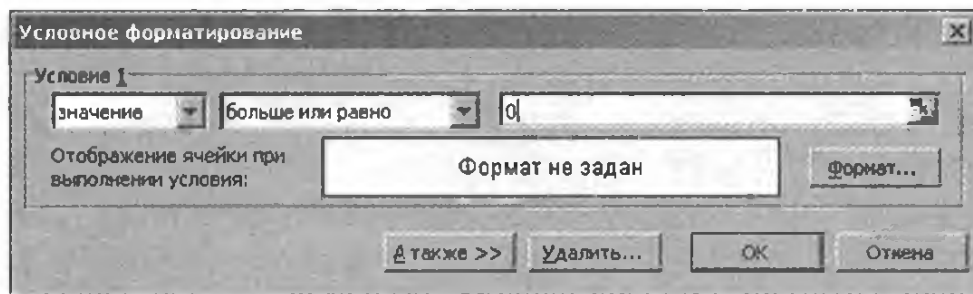 Условное форматирование
Условие 1
значение больше или равно 0
Отображение ячейки при
выполнении условия:
Формат не задан
Формат...
А также >> Удалить... ОК Отмена